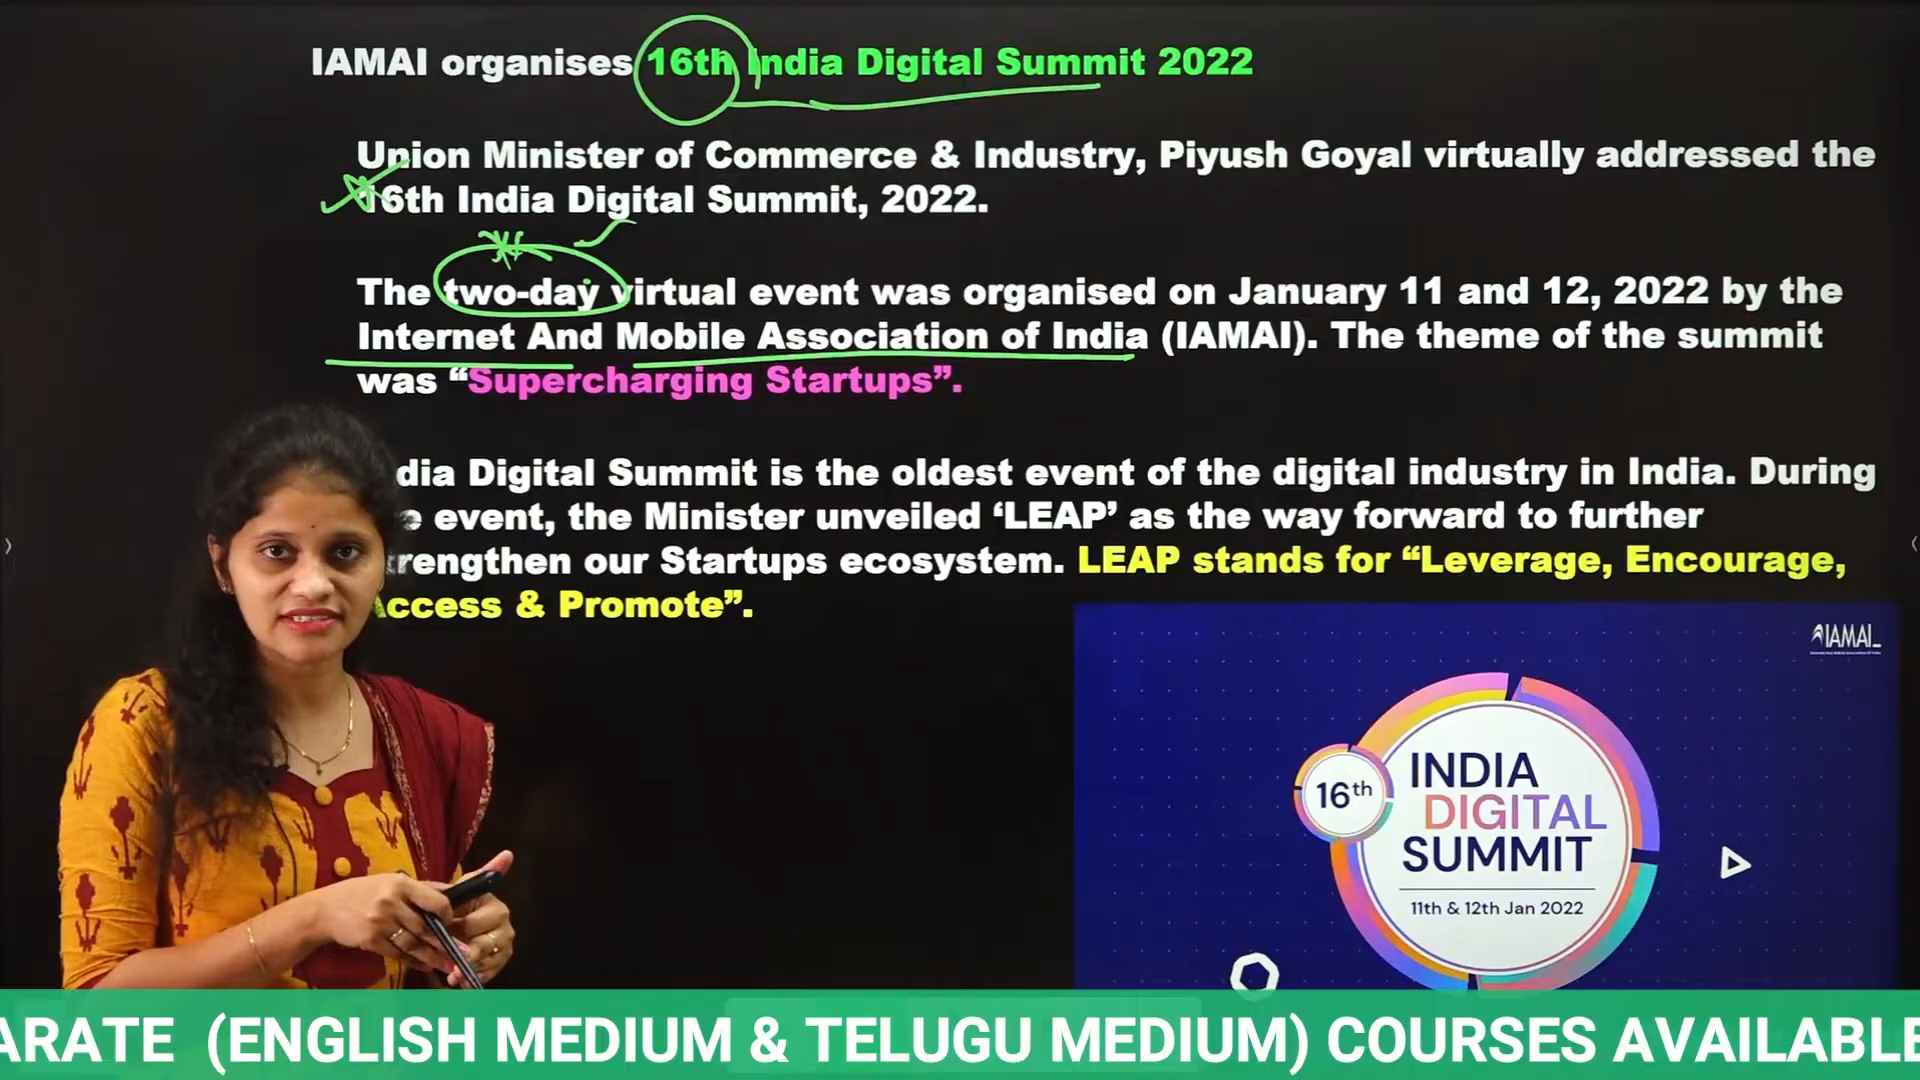 IAMAI organises 16th India Digital Summit 2022
Union Minister of Commerce & Industry, Piyush Goyal virtually addressed the
16th India Digital Summit, 2022.
The two-day virtual event was organised on January 11 and 12, 2022 by the
Internet And Mobile Association of India (IAMAI). The theme of the summit
was “Supercharging Startups”.
dia Digital Summit is the oldest event of the digital industry in India. During
e event, the Minister unveiled ‘LEAP’ as the way forward to further
trengthen our Startups ecosystem. LEAP stands for “Leverage, Encourage,
Access & Promote”.
IAMAI
16th
INDIA
DIGITAL
SUMMIT
11th & 12th Jan 2022
ARATE (ENGLISH MEDIUM & TELUGU MEDIUM) COURSES AVAILABLE